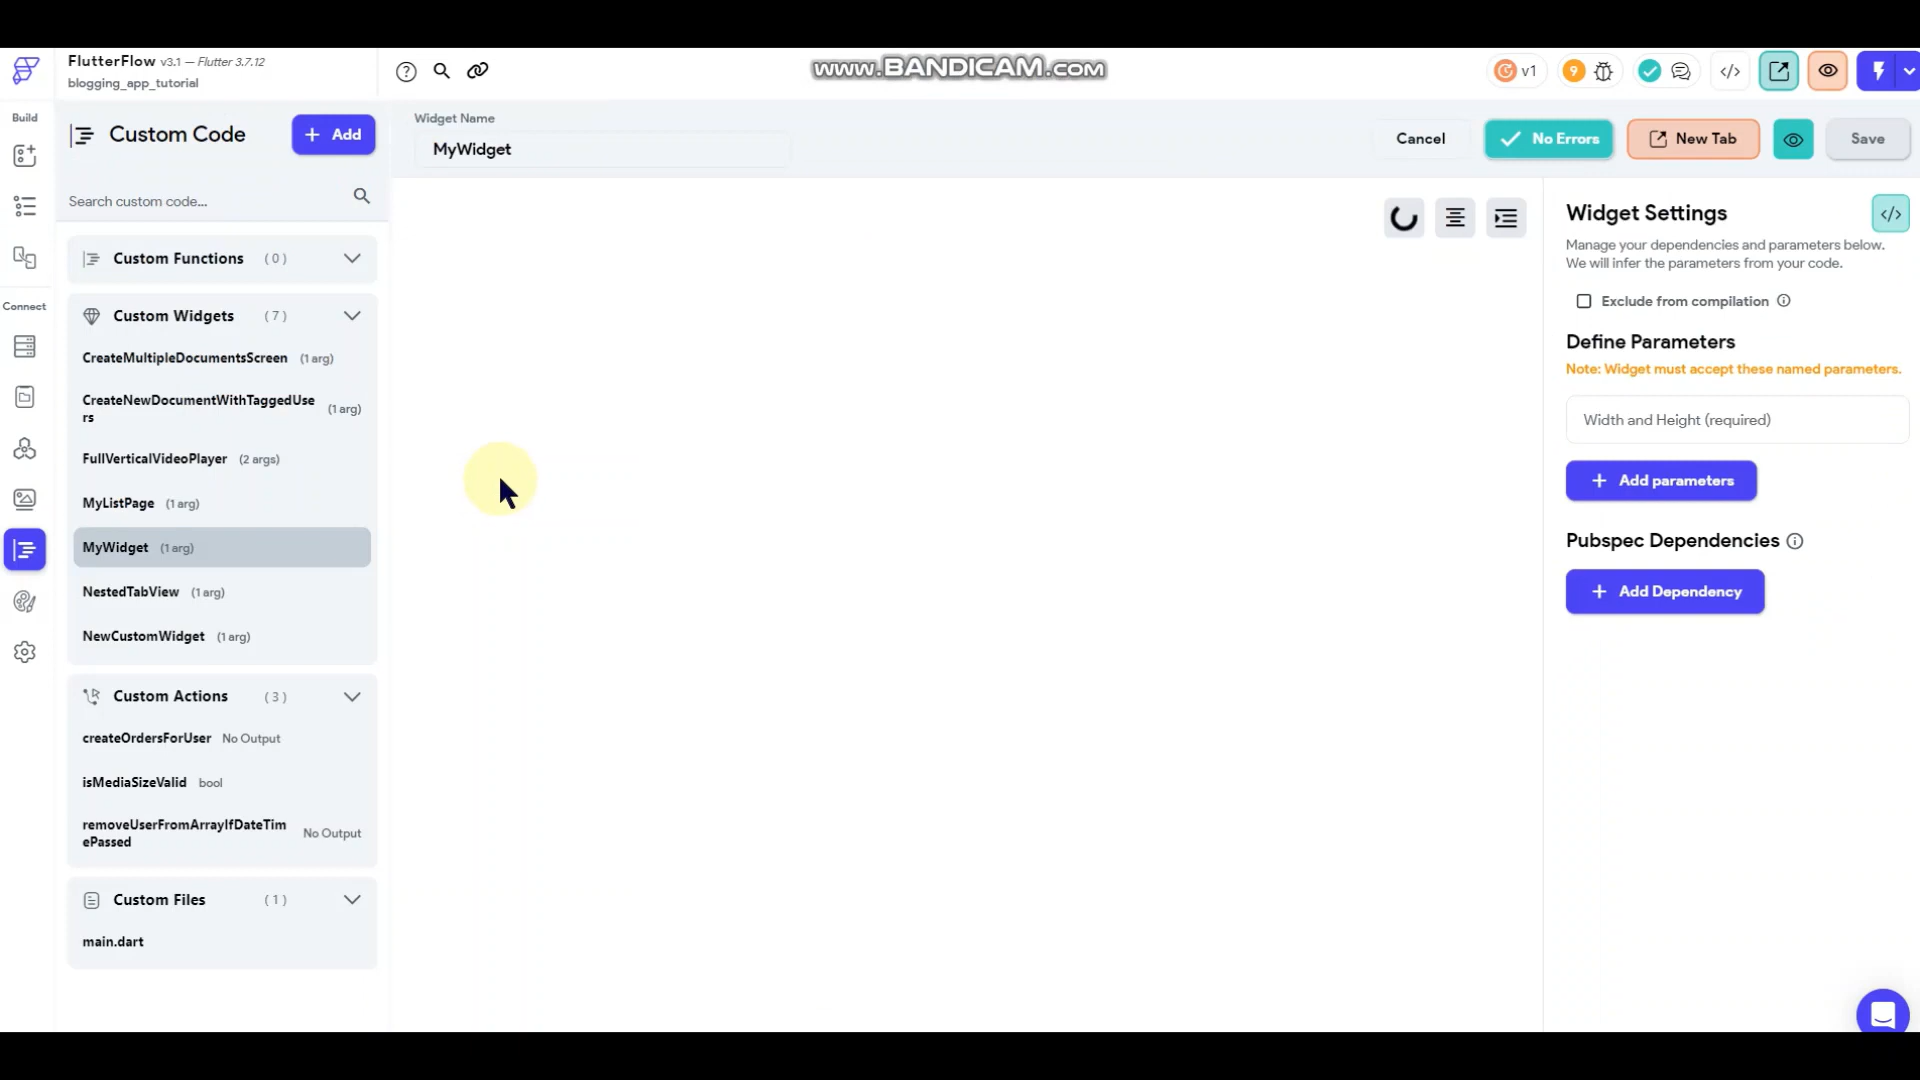 FlutterFlow v3.1 — Flutter 3.7.12
blogging_app_tutorial
www.BANDICAM.com
v1
9
</>
Build
Connect
Custom Code
+ Add
Search custom code...
Custom Functions (0)
Custom Widgets (7)
CreateMultipleDocumentsScreen (1 arg)
CreateNewDocumentWithTaggedUse
rs (1 arg)
FullVerticalVideoPlayer (2 args)
MyListPage (1 arg)
MyWidget (1 arg)
NestedTabView (1 arg)
NewCustomWidget (1 arg)
Custom Actions (3)
createOrdersForUser No Output
isMediaSizeValid bool
removeUserFromArrayIfDateTim
ePassed No Output
Custom Files (1)
main.dart
Widget Name
MyWidget
Cancel
No Errors
New Tab
Save
Widget Settings
</>
Manage your dependencies and parameters below.
We will infer the parameters from your code.
Exclude from compilation
Define Parameters
Note: Widget must accept these named parameters.
Width and Height (required)
+ Add parameters
Pubspec Dependencies
+ Add Dependency